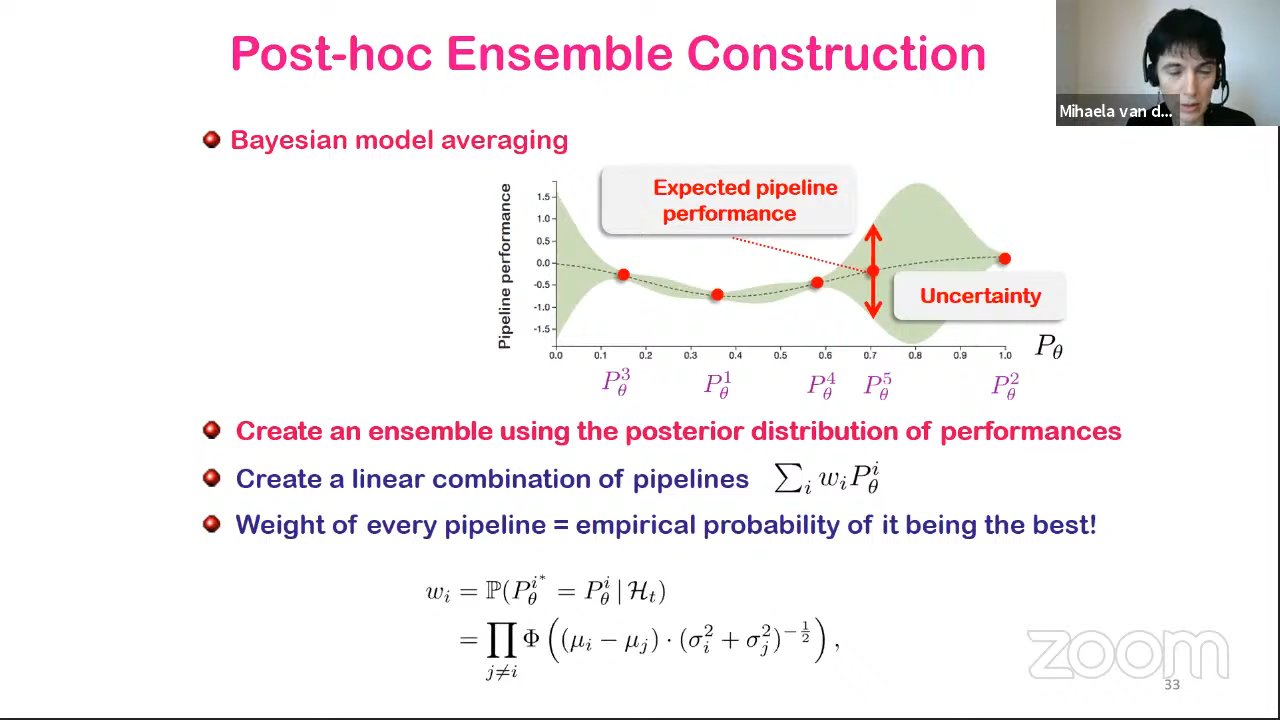 Post-hoc Ensemble Construction
Mihaela van d...
Bayesian model averaging
Expected pipeline
performance
Uncertainty
Pipeline performance
1.5
1.0
0.5
0.0
-0.5
-1.0
-1.5
0.0 0.1 0.2 0.3 0.4 0.5 0.6 0.7 0.8 0.9 1.0
P_θ
P_θ^3 P_θ^1 P_θ^4 P_θ^5 P_θ^2
Create an ensemble using the posterior distribution of performances
Create a linear combination of pipelines ∑_i w_i P_θ^i
Weight of every pipeline = empirical probability of it being the best!
w_i = ℙ(P_θ^{i*} = P_θ^i | ℋ_t)
= ∏_{j≠i} Φ((μ_i − μ_j) · (σ_i^2 + σ_j^2)^{−1/2}),
zoom
33